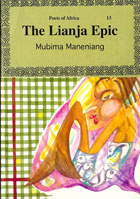 Poets of Africa 13
The Lianja Epic
Mubima Maneniang